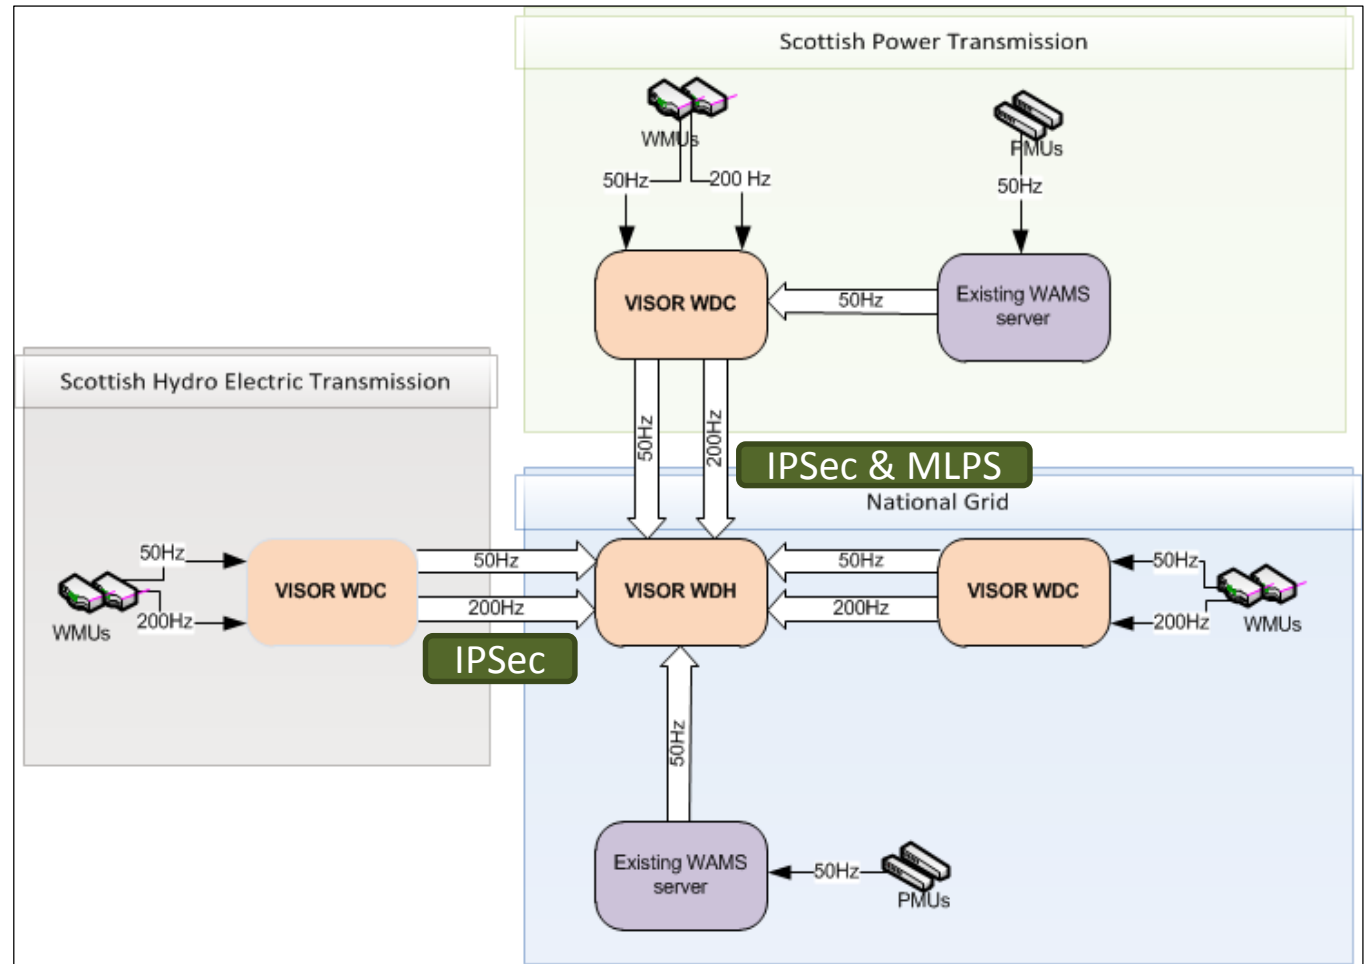 Scottish Power Transmission
WMUs
PMUs
50Hz
200 Hz
50Hz
VISOR WDC
50Hz
Existing WAMS
server
Scottish Hydro Electric Transmission
50Hz
200Hz
IPSec & MLPS
National Grid
50Hz
200Hz
WMUs
VISOR WDC
50Hz
200Hz
VISOR WDH
50Hz
200Hz
VISOR WDC
50Hz
200Hz
WMUs
IPSec
50Hz
Existing WAMS
server
50Hz
PMUs